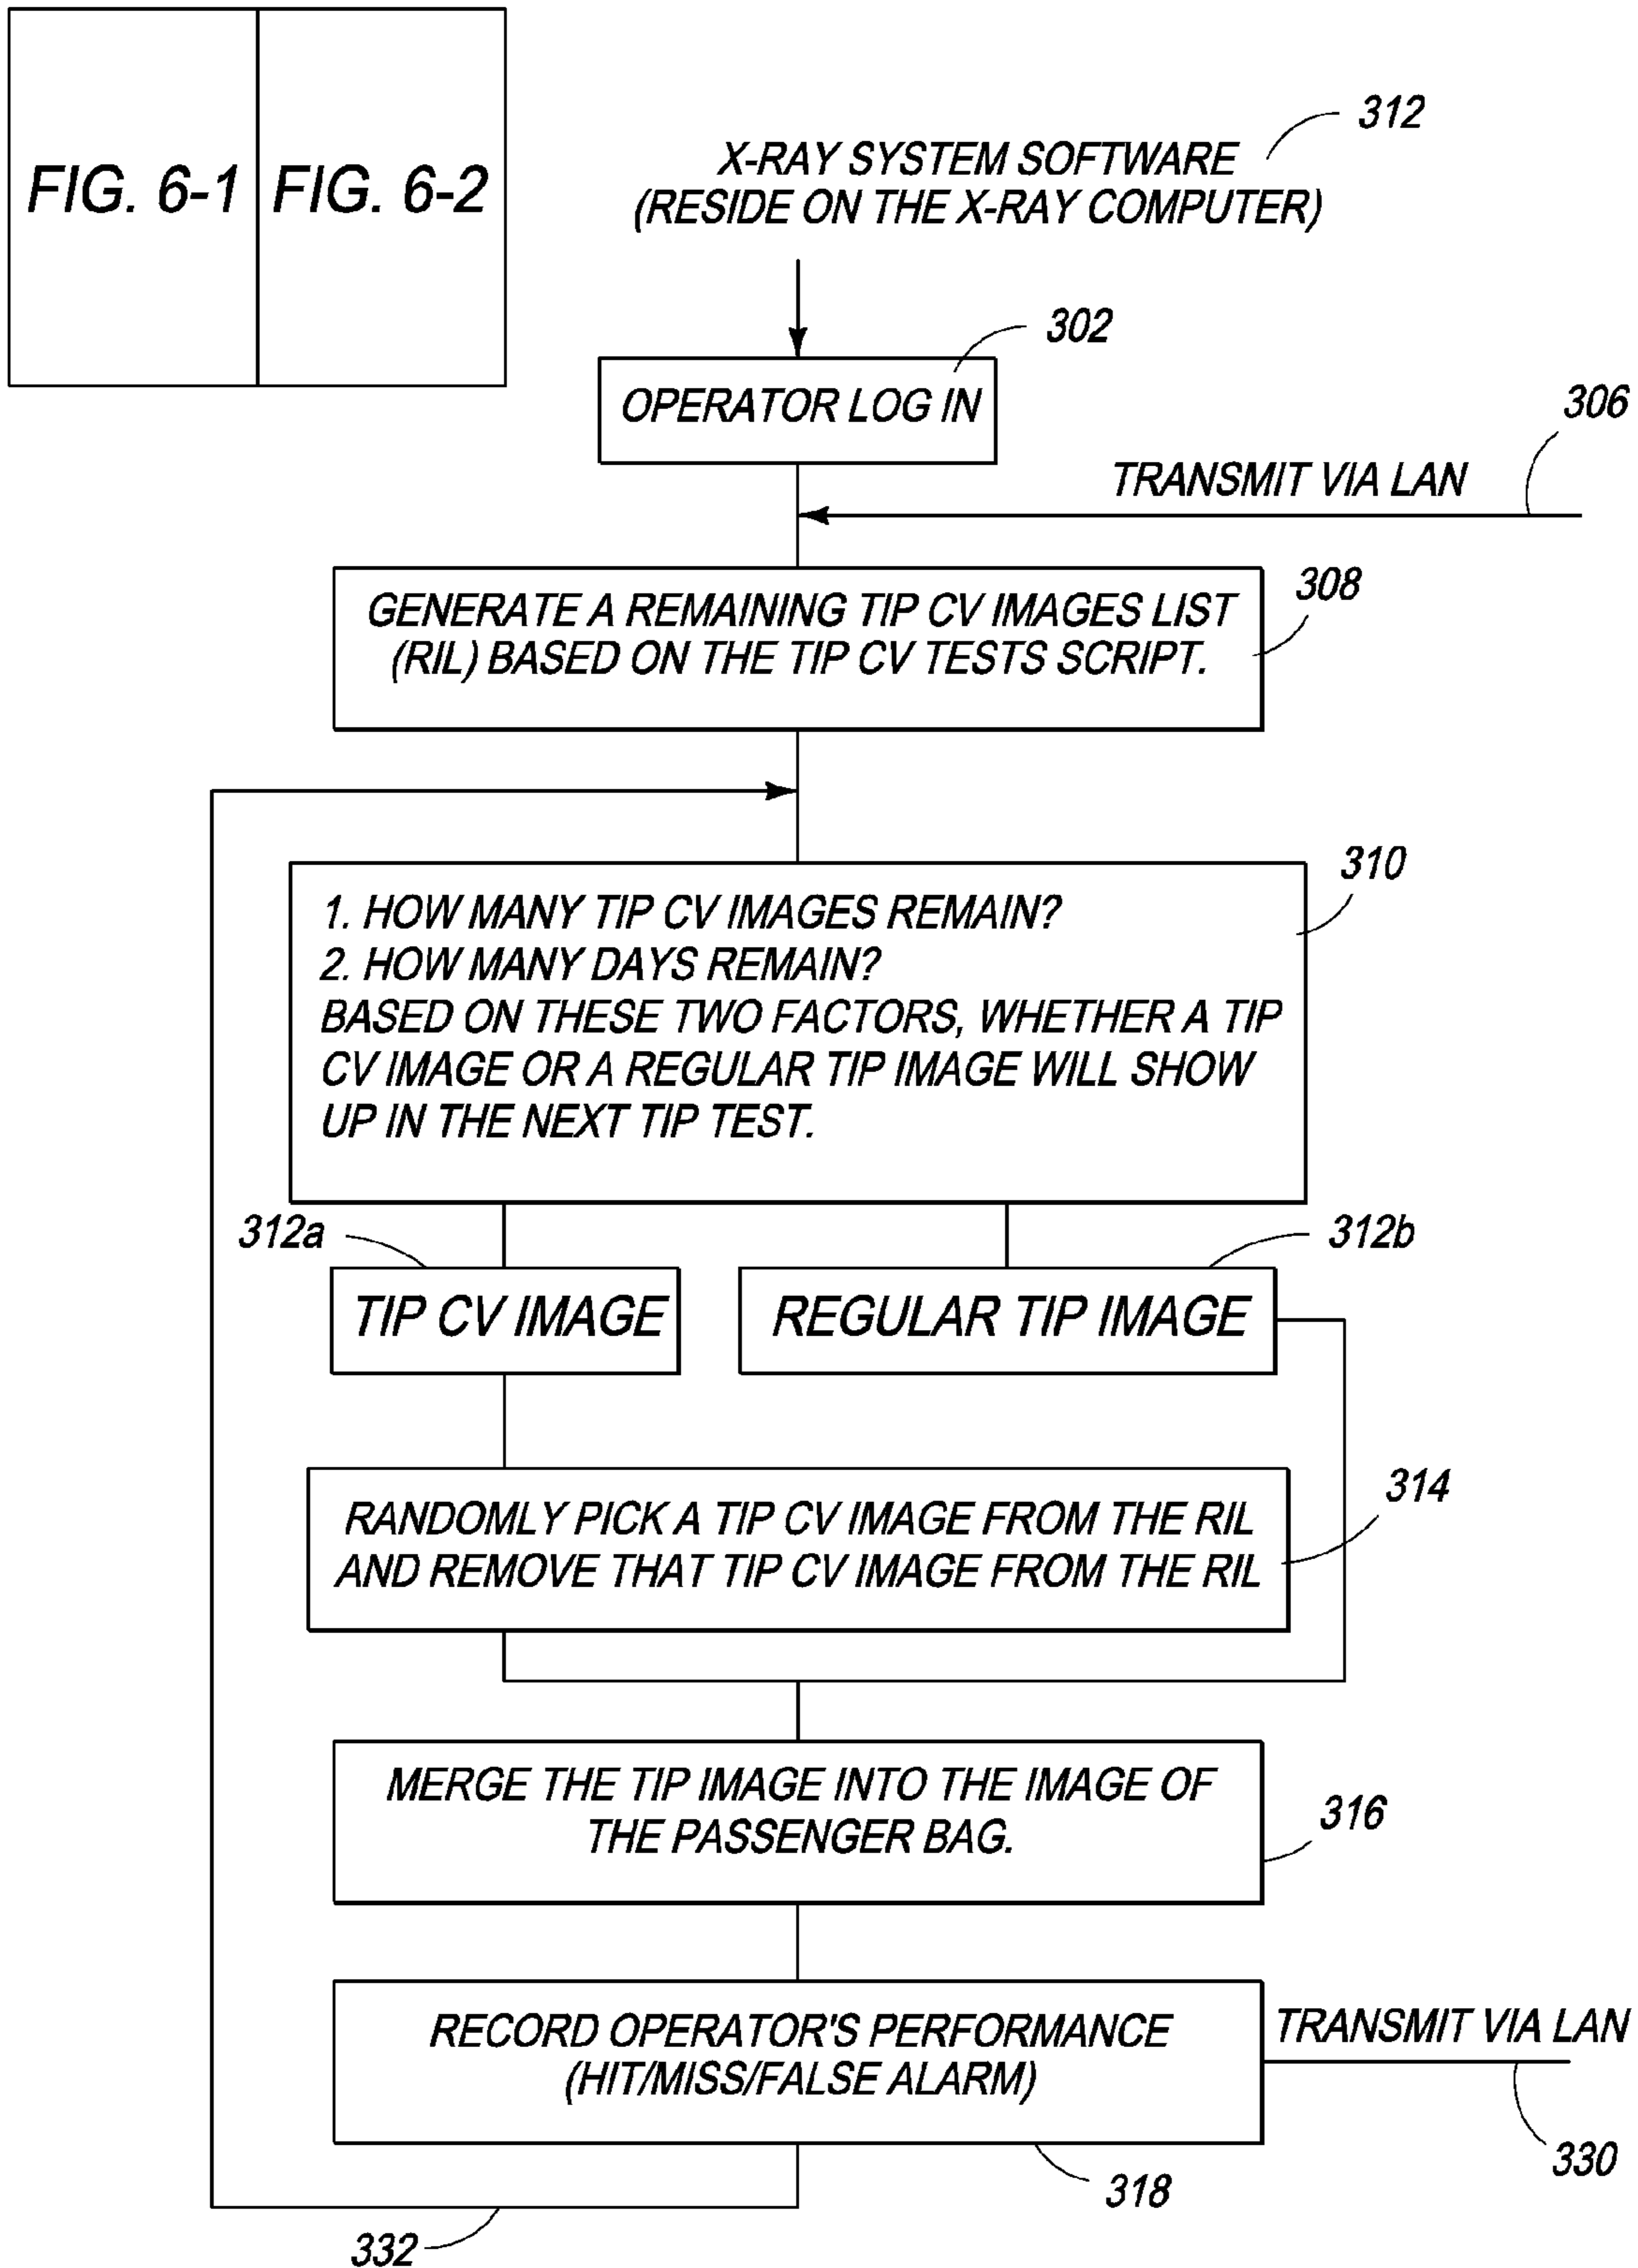 FIG. 6-1
FIG. 6-2
312
X-RAY SYSTEM SOFTWARE
(RESIDE ON THE X-RAY COMPUTER)
302
OPERATOR LOG IN
306
TRANSMIT VIA LAN
308
GENERATE A REMAINING TIP CV IMAGES LIST
(RIL) BASED ON THE TIP CV TESTS SCRIPT.
310
1. HOW MANY TIP CV IMAGES REMAIN?
2. HOW MANY DAYS REMAIN?
BASED ON THESE TWO FACTORS, WHETHER A TIP
CV IMAGE OR A REGULAR TIP IMAGE WILL SHOW
UP IN THE NEXT TIP TEST.
312a
312b
TIP CV IMAGE
REGULAR TIP IMAGE
314
RANDOMLY PICK A TIP CV IMAGE FROM THE RIL
AND REMOVE THAT TIP CV IMAGE FROM THE RIL
MERGE THE TIP IMAGE INTO THE IMAGE OF
THE PASSENGER BAG.
316
RECORD OPERATOR'S PERFORMANCE
(HIT/MISS/FALSE ALARM)
TRANSMIT VIA LAN
330
318
332